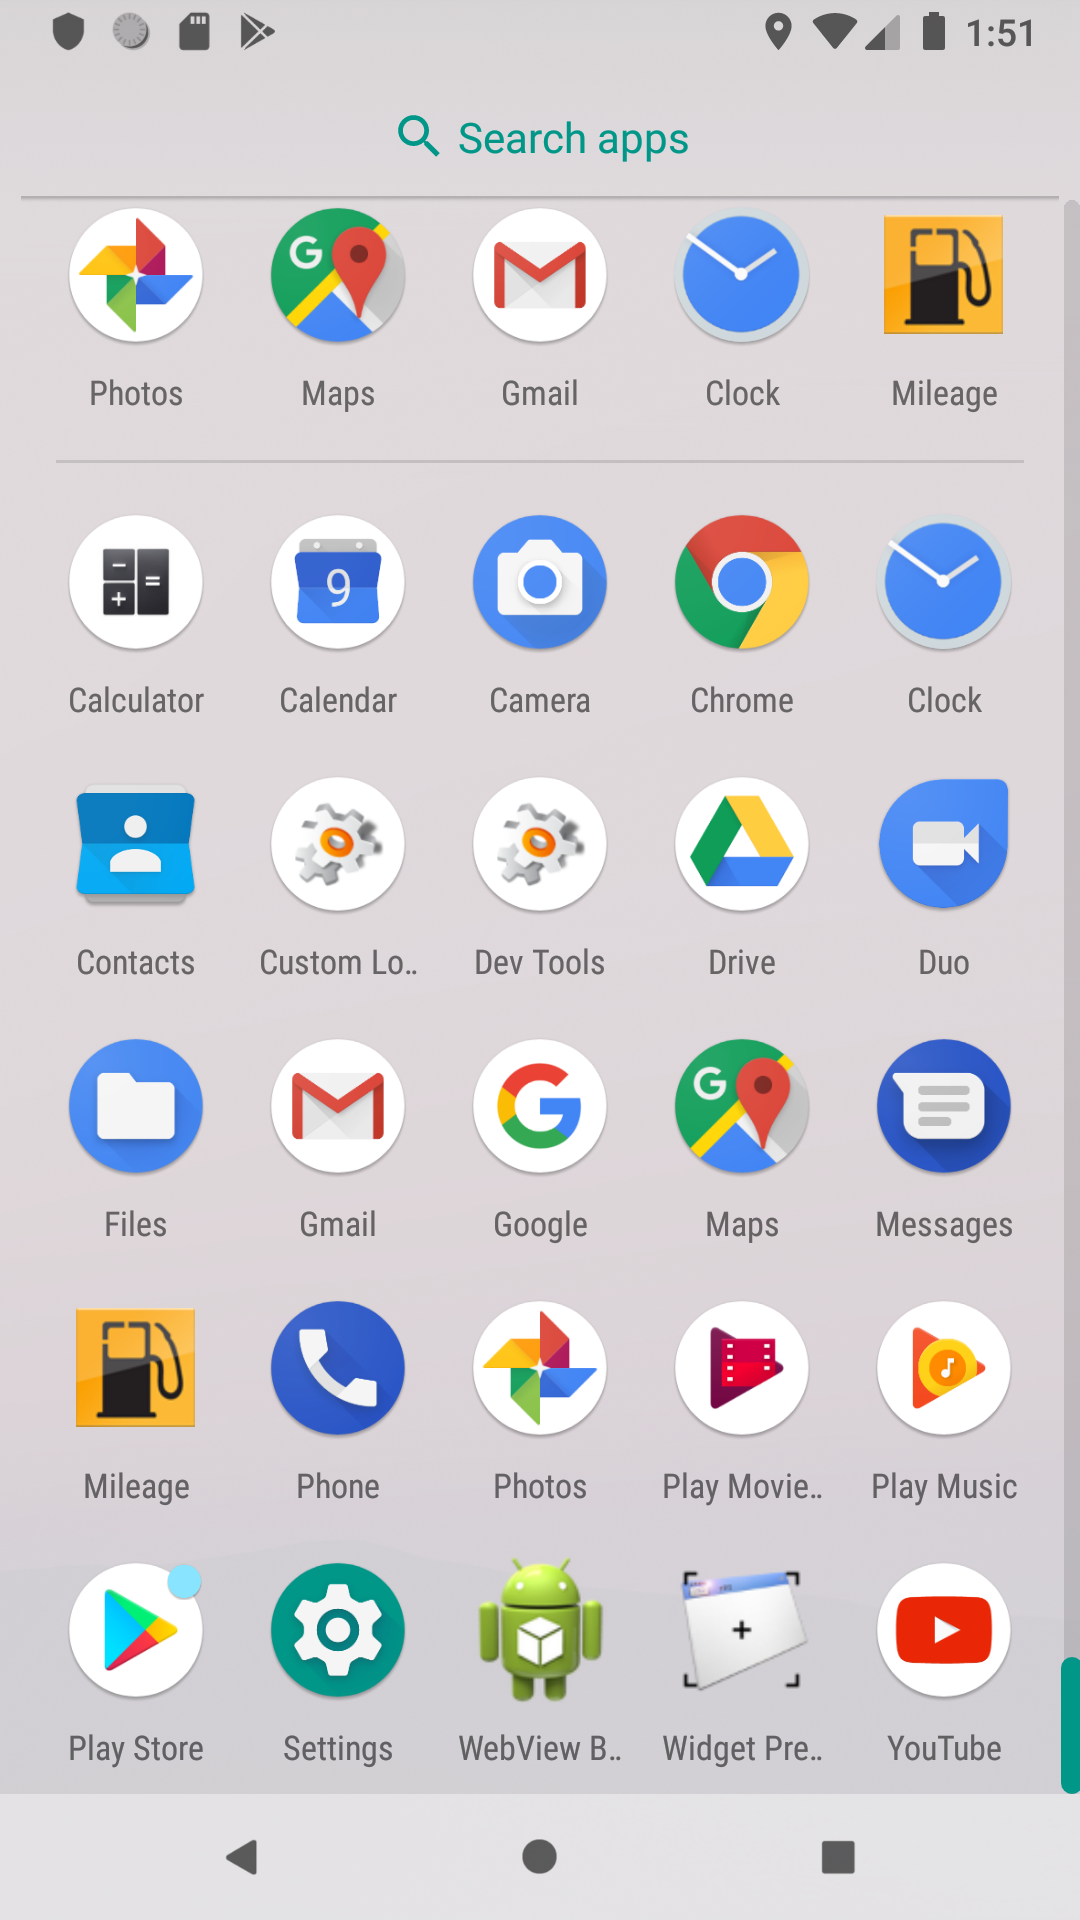 1:51
Search apps
Photos Maps Gmail Clock Mileage
Calculator Calendar Camera Chrome Clock
Contacts Custom Lo.. Dev Tools Drive Duo
Files Gmail Google Maps Messages
Mileage Phone Photos Play Movie.. Play Music
Play Store Settings WebView B.. Widget Pre.. YouTube